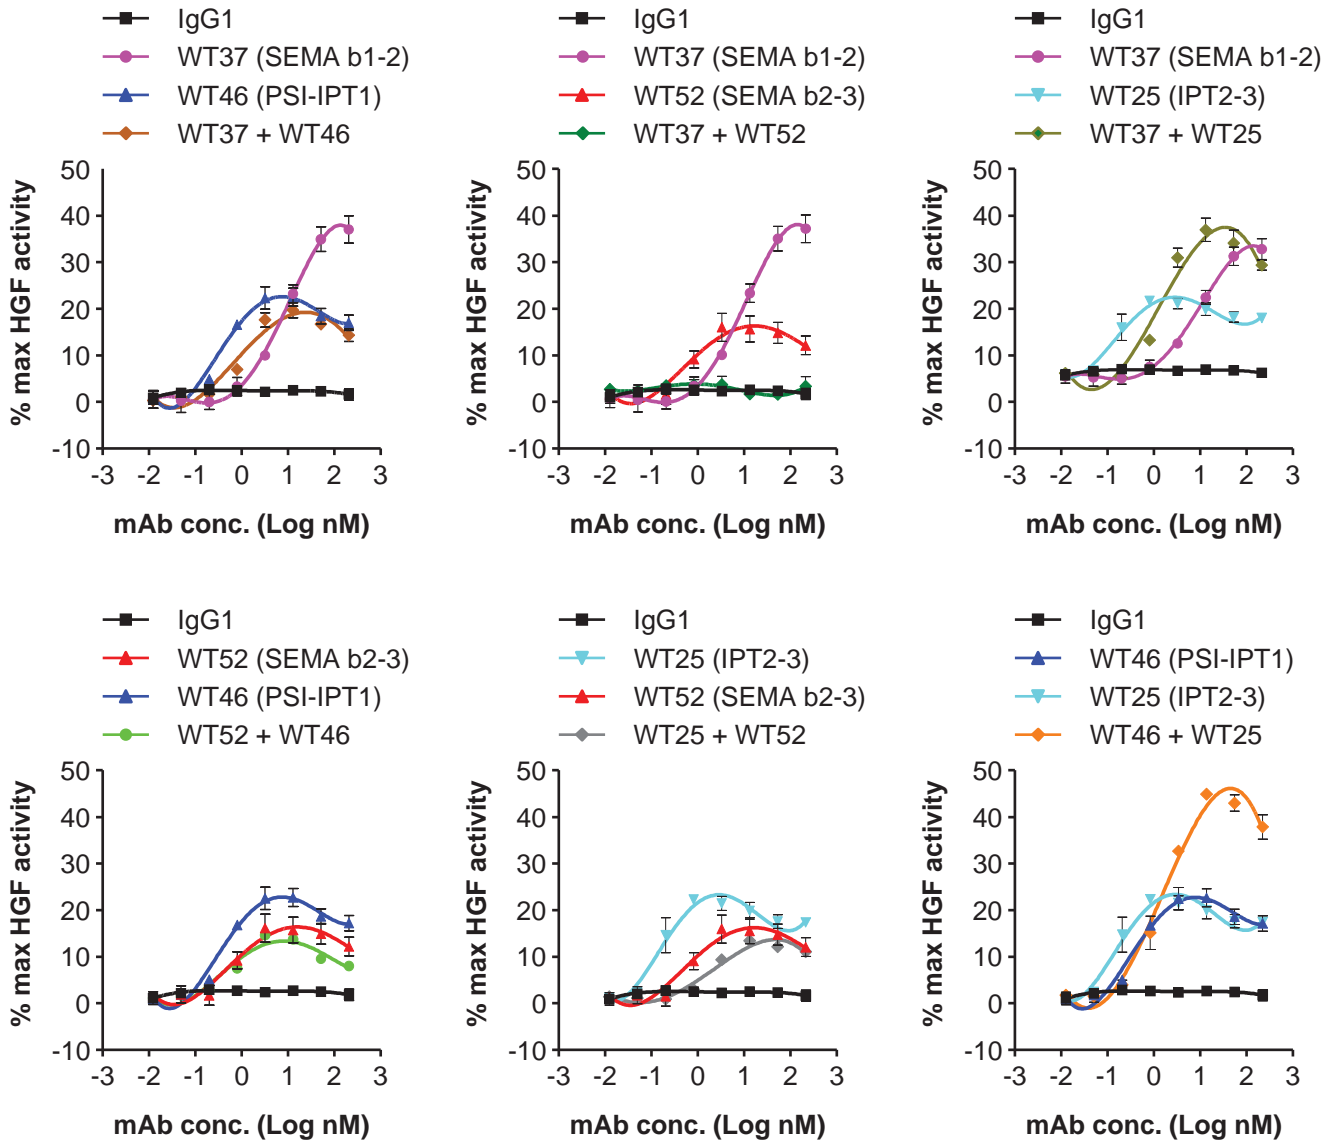 IgG1
WT37 (SEMA b1-2)
WT46 (PSI-IPT1)
WT37 + WT46
% max HGF activity
50
40
30
20
10
0
-10
-3 -2 -1 0 1 2 3
mAb conc. (Log nM)
IgG1
WT37 (SEMA b1-2)
WT52 (SEMA b2-3)
WT37 + WT52
% max HGF activity
50
40
30
20
10
0
-10
-3 -2 -1 0 1 2 3
mAb conc. (Log nM)
IgG1
WT37 (SEMA b1-2)
WT25 (IPT2-3)
WT37 + WT25
% max HGF activity
50
40
30
20
10
0
-10
-3 -2 -1 0 1 2 3
mAb conc. (Log nM)
IgG1
WT52 (SEMA b2-3)
WT46 (PSI-IPT1)
WT52 + WT46
% max HGF activity
50
40
30
20
10
0
-10
-3 -2 -1 0 1 2 3
mAb conc. (Log nM)
IgG1
WT25 (IPT2-3)
WT52 (SEMA b2-3)
WT25 + WT52
% max HGF activity
50
40
30
20
10
0
-10
-3 -2 -1 0 1 2 3
mAb conc. (Log nM)
IgG1
WT46 (PSI-IPT1)
WT25 (IPT2-3)
WT46 + WT25
% max HGF activity
50
40
30
20
10
0
-10
-3 -2 -1 0 1 2 3
mAb conc. (Log nM)